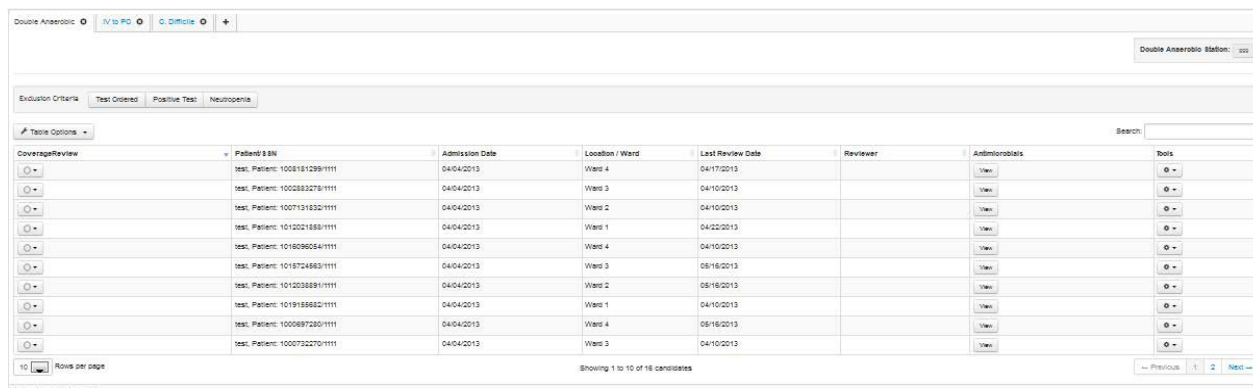 Double Anaerobic IV to PO C. Difficile +
Double Anaerobic Station:
Exclusion Criteria Test Ordered Positive Test Neutropenia
Table Options Search:
CoverageReview Patient/SSN Admission Date Location / Ward Last Review Date Reviewer Antimicrobials Tools
test, Patient: 1008181299/1111 04/04/2013 Ward 4 04/17/2013 View
test, Patient: 1002883278/1111 04/04/2013 Ward 3 04/10/2013 View
test, Patient: 1007131832/1111 04/04/2013 Ward 2 04/10/2013 View
test, Patient: 1012021858/1111 04/04/2013 Ward 1 04/22/2013 View
test, Patient: 1016096054/1111 04/04/2013 Ward 4 04/10/2013 View
test, Patient: 1015724563/1111 04/04/2013 Ward 3 05/16/2013 View
test, Patient: 1012038891/1111 04/04/2013 Ward 2 05/16/2013 View
test, Patient: 1019155682/1111 04/04/2013 Ward 1 04/10/2013 View
test, Patient: 1000697280/1111 04/04/2013 Ward 4 05/16/2013 View
test, Patient: 1000732270/1111 04/04/2013 Ward 3 04/10/2013 View
10 Rows per page Showing 1 to 10 of 16 candidates ← Previous 1 2 Next →